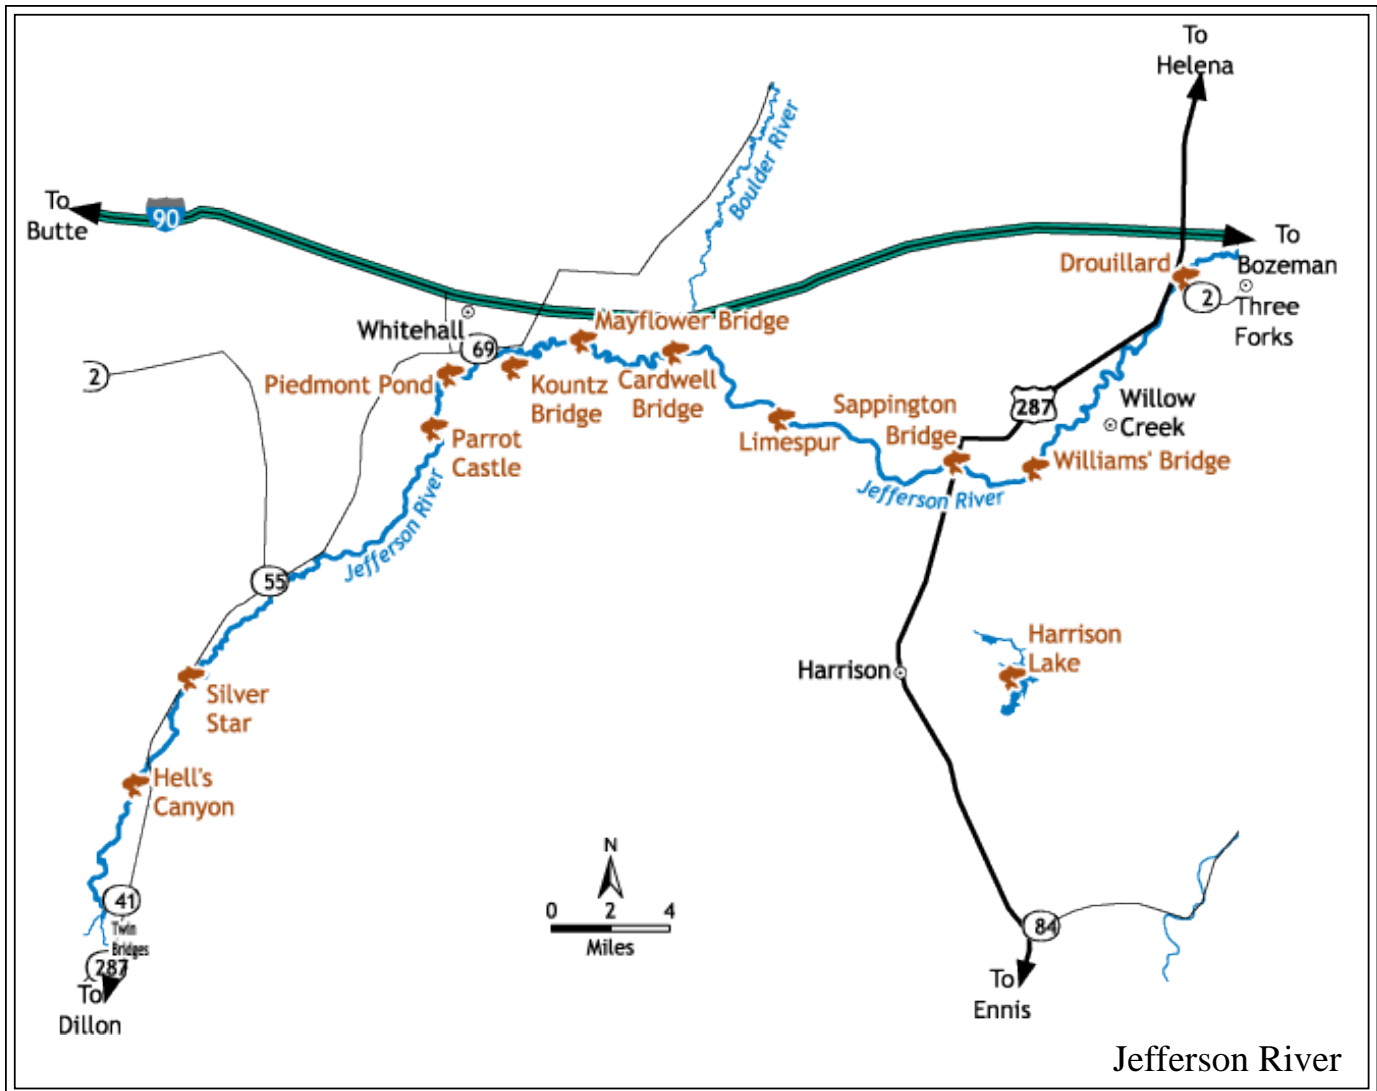 To
Helena
Boulder River
To
Butte
90
To
Bozeman
Drouillard
2
Three
Forks
Whitehall
Mayflower Bridge
69
2
Piedmont Pond
Kountz
Bridge
Cardwell
Bridge
Sappington
Bridge
287
Willow
Creek
Limespur
Parrot
Castle
Williams' Bridge
Jefferson River
Jefferson River
55
Harrison
Lake
Harrison
Silver
Star
Hell's
Canyon
N
0 2 4
Miles
41
Twin
Bridges
287
To
Dillon
84
To
Ennis
Jefferson River